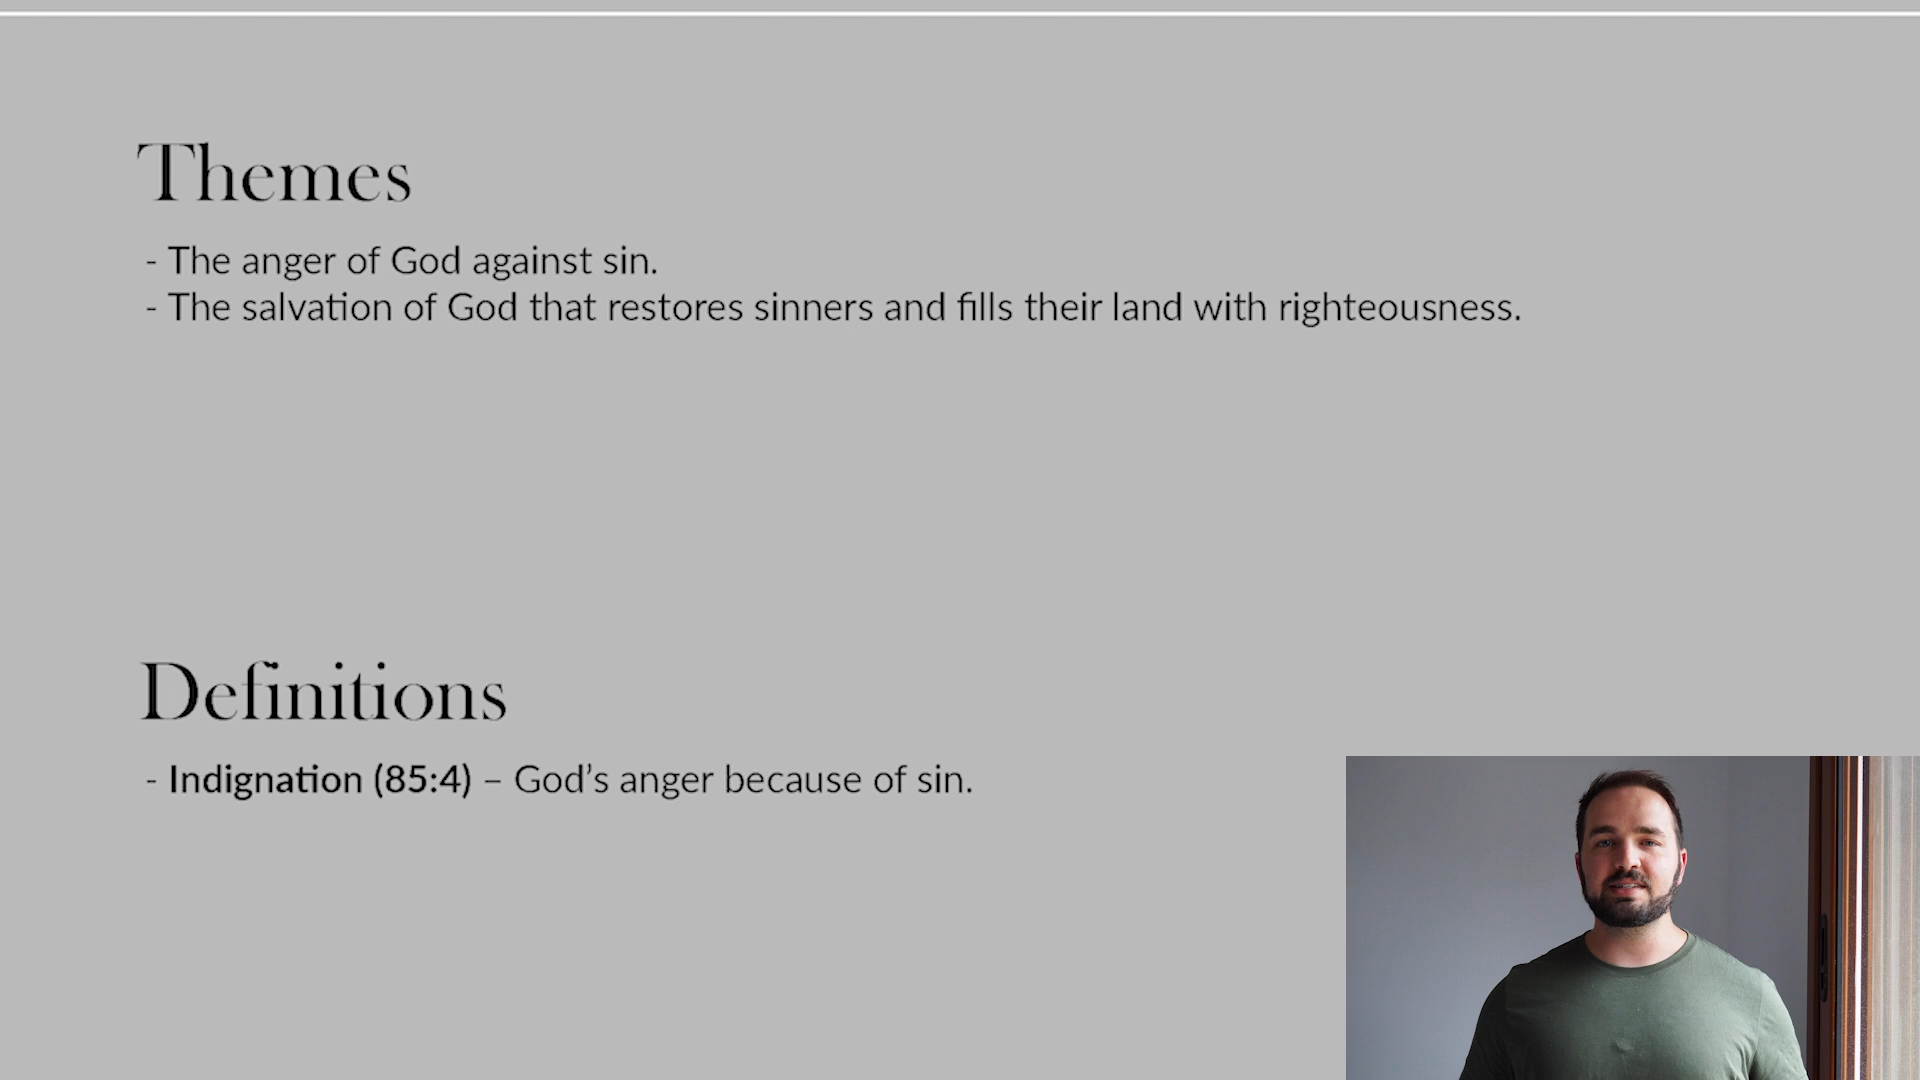 Themes
- The anger of God against sin.
- The salvation of God that restores sinners and fills their land with righteousness.
Definitions
- Indignation (85:4) – God’s anger because of sin.